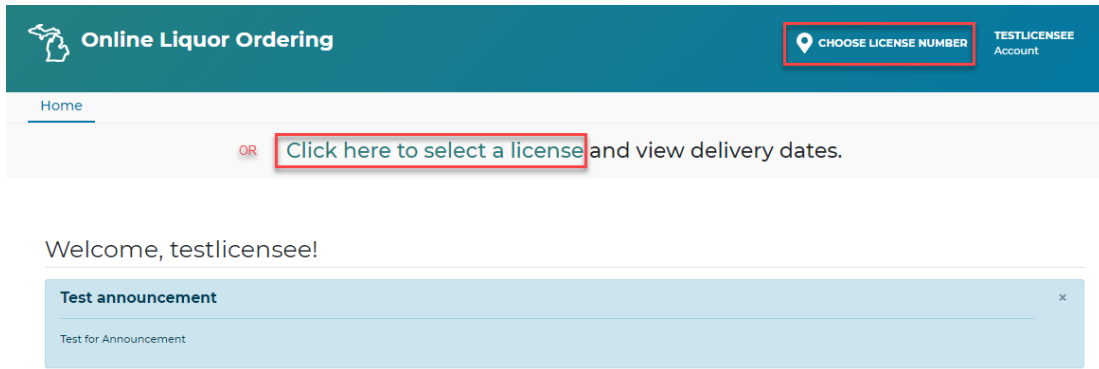 Online Liquor Ordering
CHOOSE LICENSE NUMBER
TESTLICENSEE
Account
Home
OR Click here to select a license and view delivery dates.
Welcome, testlicensee!
Test announcement ×
Test for Announcement